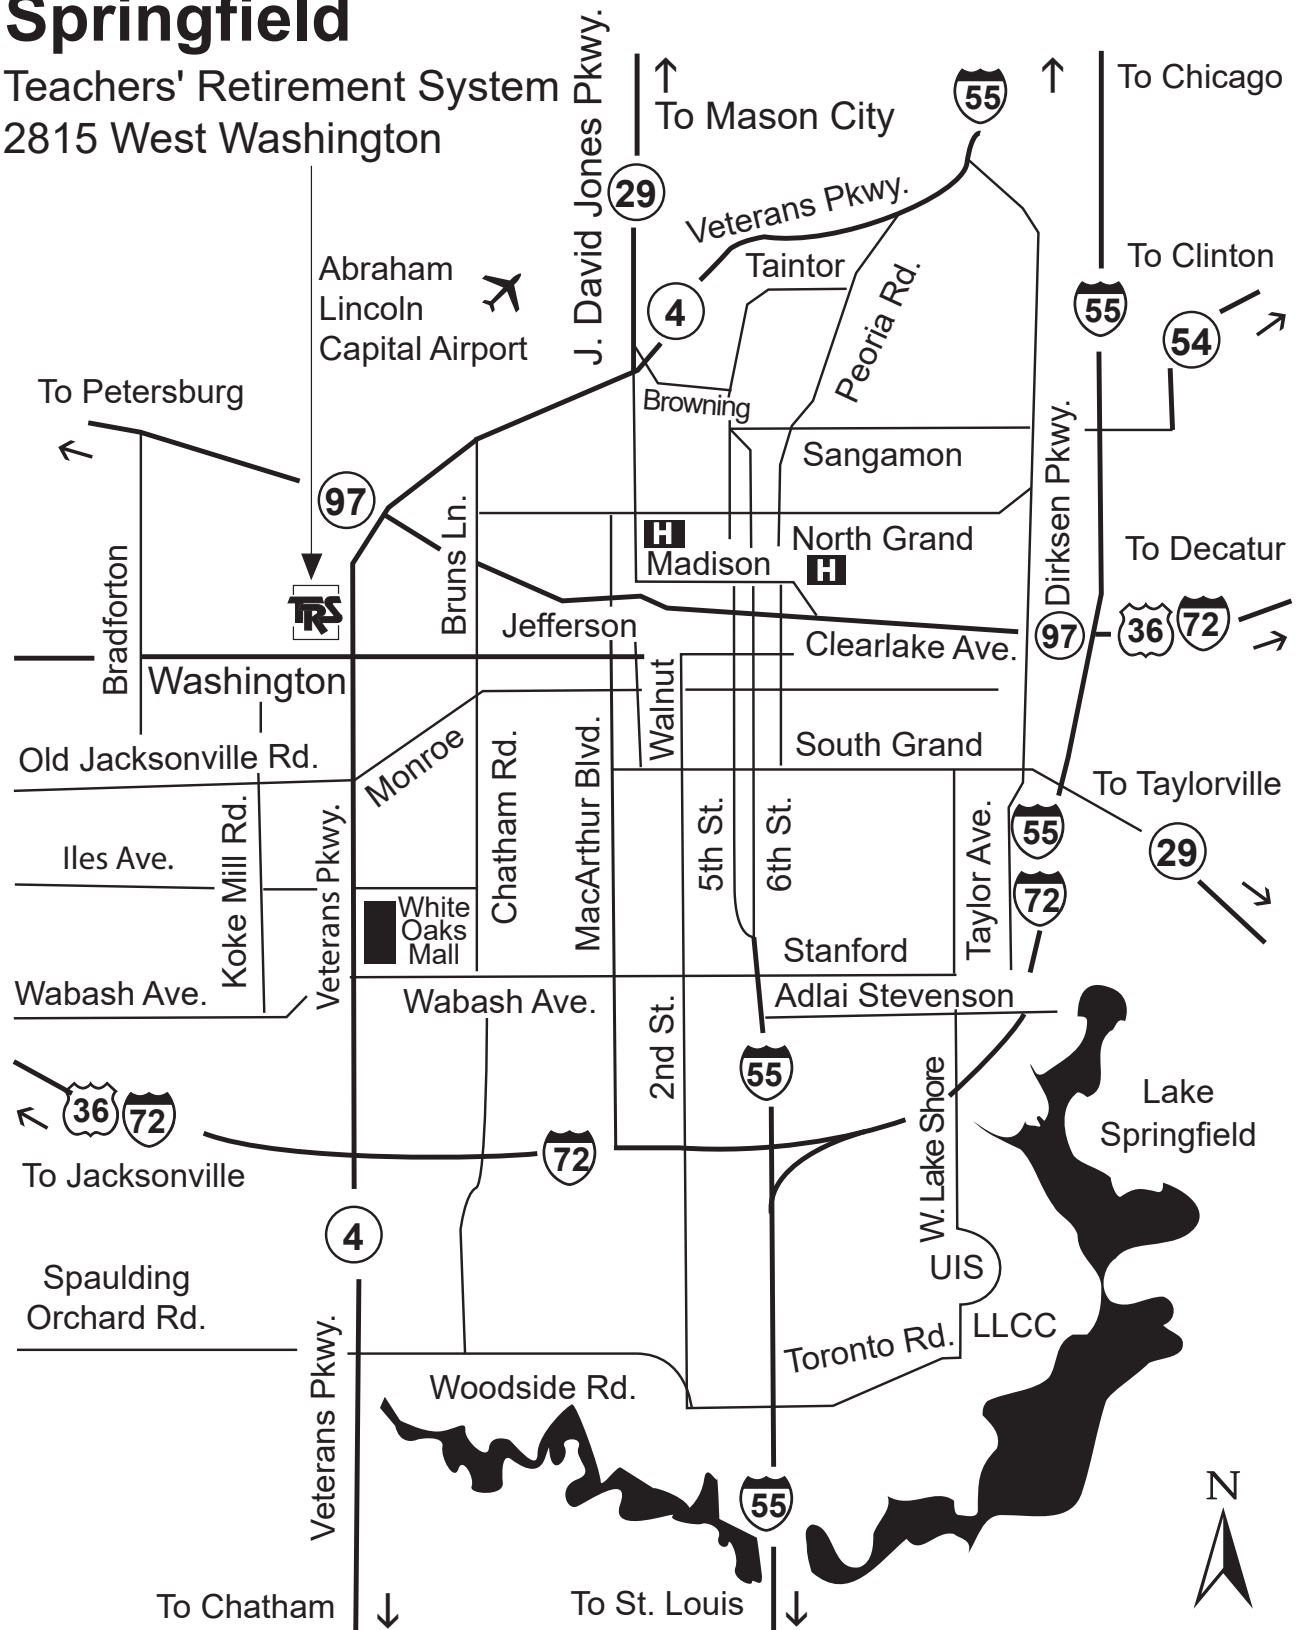 Springfield
Teachers' Retirement System
2815 West Washington
J. David Jones Pkwy.
To Mason City
55
To Chicago
29
Veterans Pkwy.
Abraham
Lincoln
Capital Airport
Taintor
4
Peoria Rd.
To Clinton
55
54
To Petersburg
Browning
Sangamon
Dirksen Pkwy.
97
Bruns Ln.
H
Madison
North Grand
H
To Decatur
Bradforton
TRS
Jefferson
Clearlake Ave.
97
36
72
Washington
Walnut
Old Jacksonville Rd.
Monroe
Chatham Rd.
MacArthur Blvd.
South Grand
To Taylorville
Koke Mill Rd.
Veterans Pkwy.
5th St.
6th St.
Taylor Ave.
55
29
Iles Ave.
72
White
Oaks
Mall
Stanford
Wabash Ave.
Wabash Ave.
Adlai Stevenson
2nd St.
55
W. Lake Shore
Lake
Springfield
36
72
72
To Jacksonville
4
UIS
Spaulding
Orchard Rd.
LLCC
Toronto Rd.
Veterans Pkwy.
Woodside Rd.
55
N
To Chatham
To St. Louis